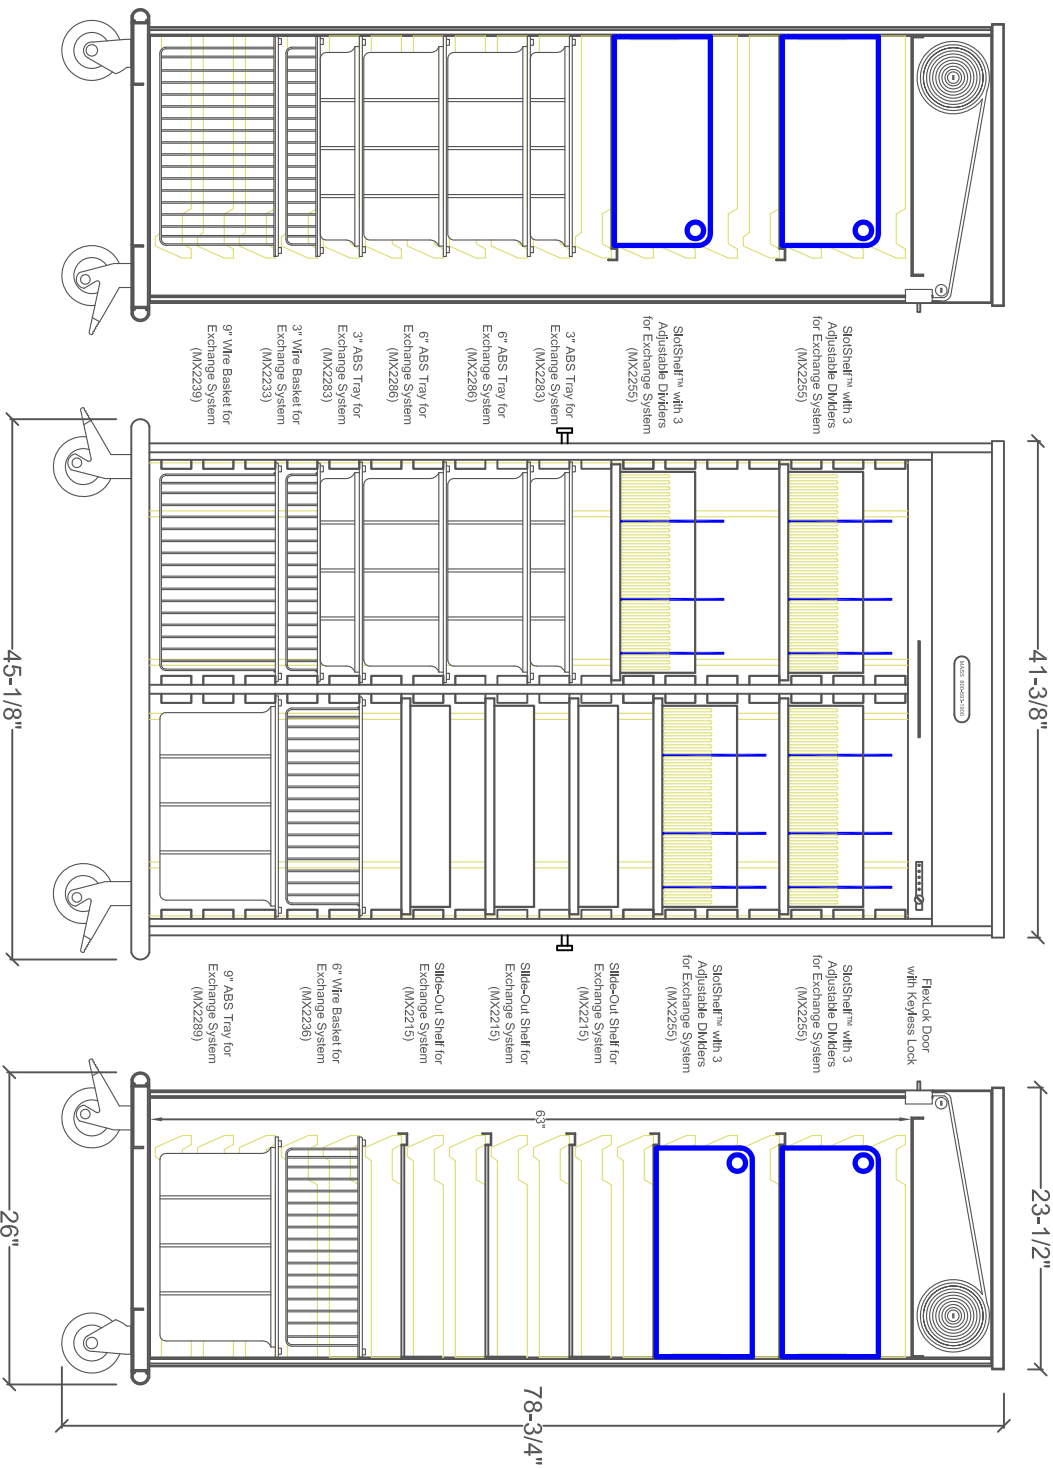 SlotShelf™ with 3
Adjustable Dividers
for Exchange System
(MX2255)
SlotShelf™ with 3
Adjustable Dividers
for Exchange System
(MX2255)
3" ABS Tray for
Exchange System
(MX2283)
6" ABS Tray for
Exchange System
(MX2286)
6" ABS Tray for
Exchange System
(MX2286)
3" ABS Tray for
Exchange System
(MX2283)
3" Wire Basket for
Exchange System
(MX2233)
9" Wire Basket for
Exchange System
(MX2239)
41-3/8"
45-1/8"
FlexLok Door
with Keyless Lock
SlotShelf™ with 3
Adjustable Dividers
for Exchange System
(MX2255)
SlotShelf™ with 3
Adjustable Dividers
for Exchange System
(MX2255)
Slide-Out Shelf for
Exchange System
(MX2215)
Slide-Out Shelf for
Exchange System
(MX2215)
Slide-Out Shelf for
Exchange System
(MX2215)
6" Wire Basket for
Exchange System
(MX2236)
9" ABS Tray for
Exchange System
(MX2289)
23-1/2"
63"
26"
78-3/4"